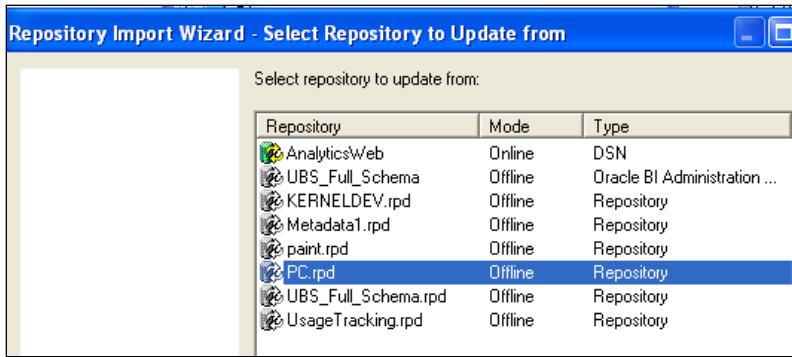 Repository Import Wizard - Select Repository to Update from
Select repository to update from:
Repository Mode Type
AnalyticsWeb Online DSN
UBS_Full_Schema Offline Oracle BI Administration ...
KERNELDEV.rpd Offline Repository
Metadata1.rpd Offline Repository
paint.rpd Offline Repository
PC.rpd Offline Repository
UBS_Full_Schema.rpd Offline Repository
UsageTracking.rpd Offline Repository